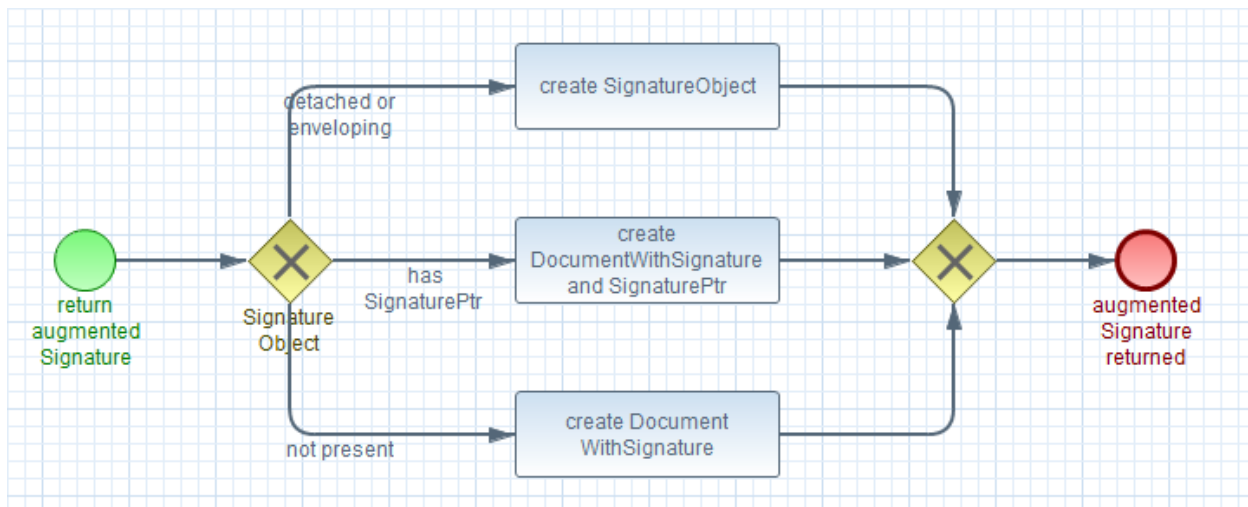 create SignatureObject
detached or
enveloping
create
DocumentWithSignature
and SignaturePtr
has
SignaturePtr
return
augmented
Signature
Signature
Object
augmented
Signature
returned
create Document
WithSignature
not present